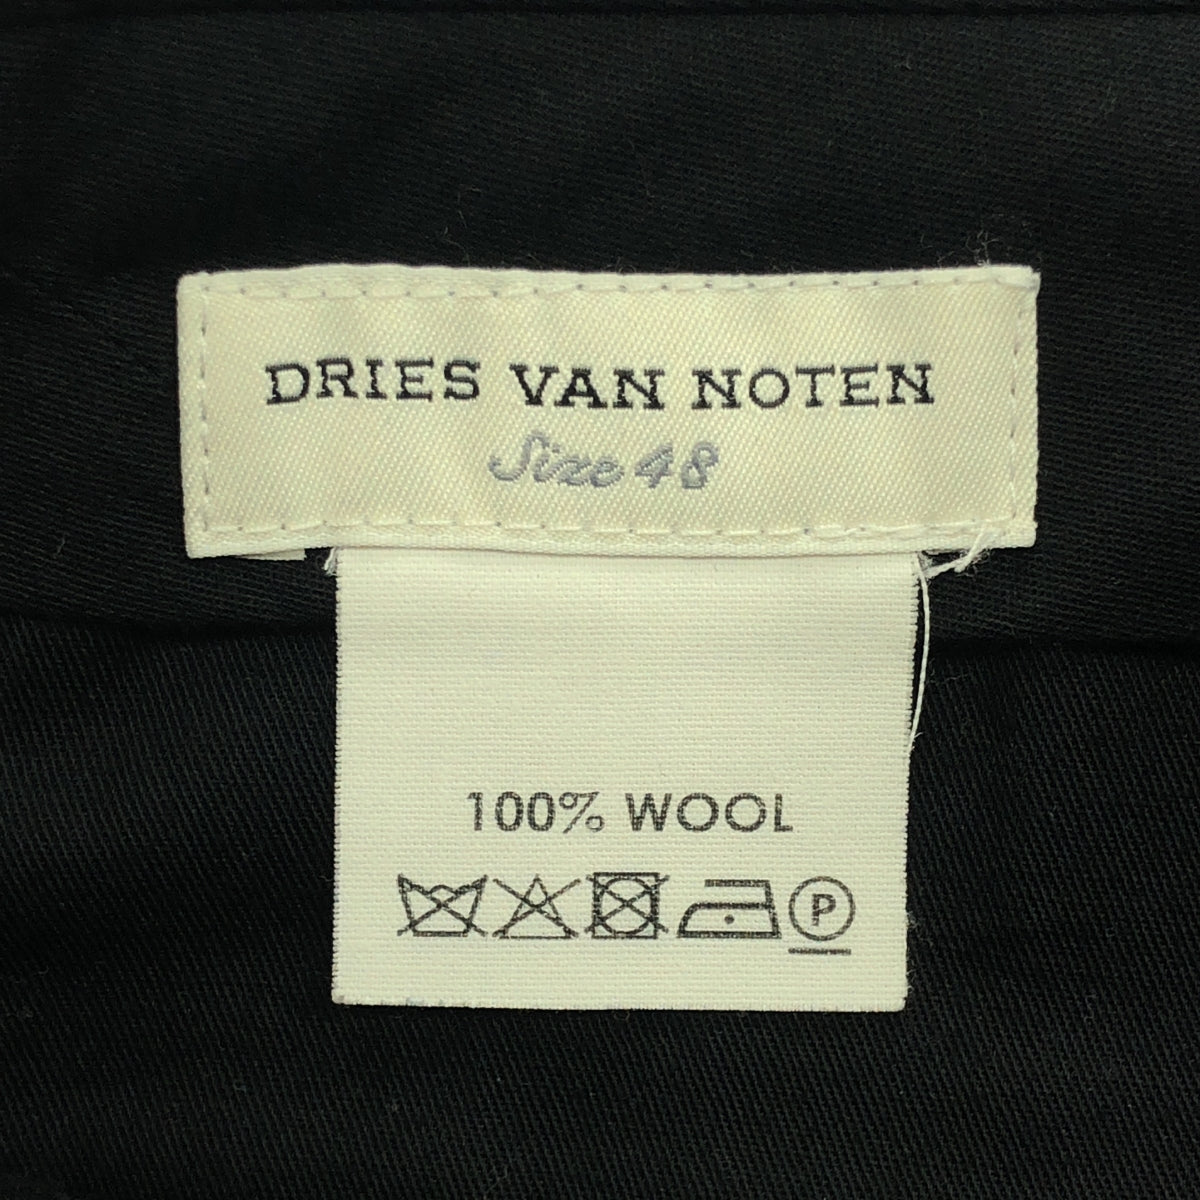 DRIES VAN NOTEN
Size 48
100% WOOL
P